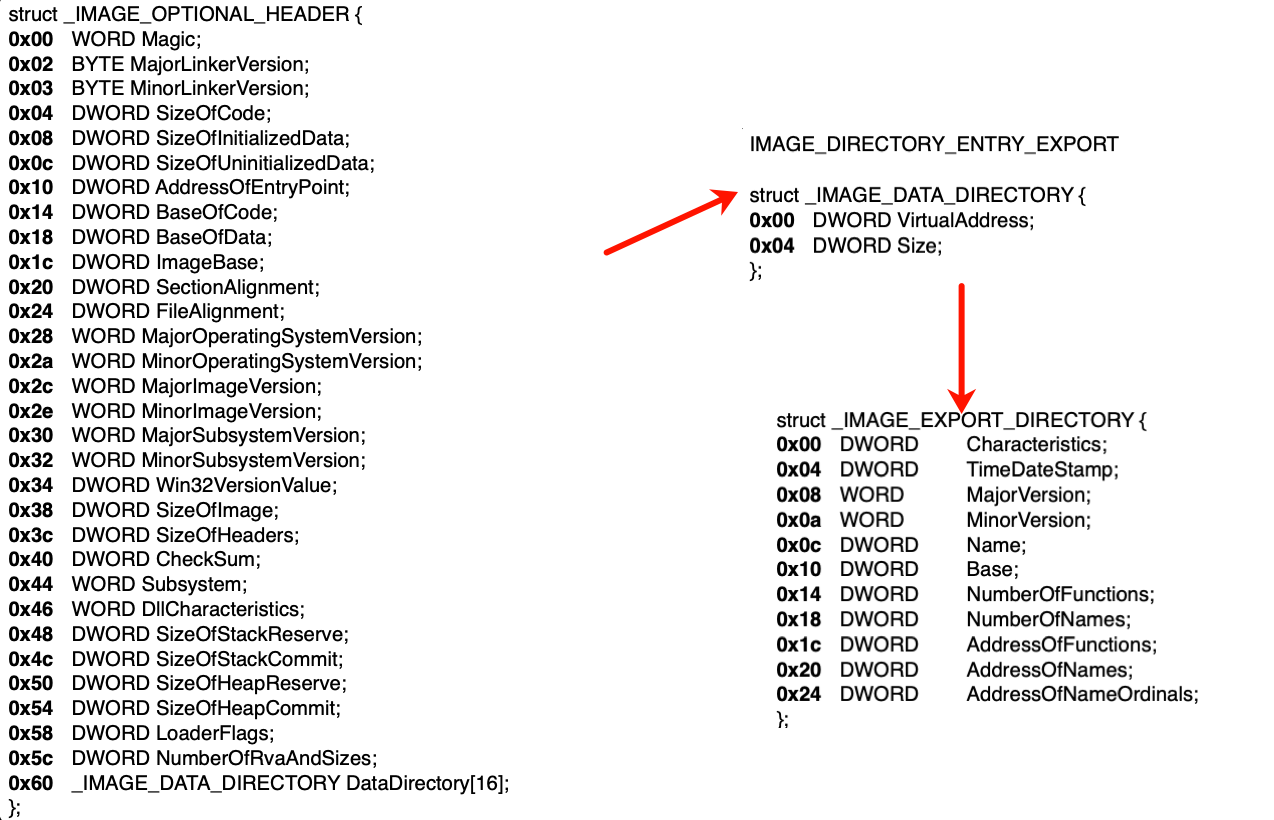 struct _IMAGE_OPTIONAL_HEADER {
0x00 WORD Magic;
0x02 BYTE MajorLinkerVersion;
0x03 BYTE MinorLinkerVersion;
0x04 DWORD SizeOfCode;
0x08 DWORD SizeOfInitializedData;
0x0c DWORD SizeOfUninitializedData;
0x10 DWORD AddressOfEntryPoint;
0x14 DWORD BaseOfCode;
0x18 DWORD BaseOfData;
0x1c DWORD ImageBase;
0x20 DWORD SectionAlignment;
0x24 DWORD FileAlignment;
0x28 WORD MajorOperatingSystemVersion;
0x2a WORD MinorOperatingSystemVersion;
0x2c WORD MajorImageVersion;
0x2e WORD MinorImageVersion;
0x30 WORD MajorSubsystemVersion;
0x32 WORD MinorSubsystemVersion;
0x34 DWORD Win32VersionValue;
0x38 DWORD SizeOfImage;
0x3c DWORD SizeOfHeaders;
0x40 DWORD CheckSum;
0x44 WORD Subsystem;
0x46 WORD DllCharacteristics;
0x48 DWORD SizeOfStackReserve;
0x4c DWORD SizeOfStackCommit;
0x50 DWORD SizeOfHeapReserve;
0x54 DWORD SizeOfHeapCommit;
0x58 DWORD LoaderFlags;
0x5c DWORD NumberOfRvaAndSizes;
0x60 _IMAGE_DATA_DIRECTORY DataDirectory[16];
};
IMAGE_DIRECTORY_ENTRY_EXPORT
struct _IMAGE_DATA_DIRECTORY {
0x00 DWORD VirtualAddress;
0x04 DWORD Size;
};
struct _IMAGE_EXPORT_DIRECTORY {
0x00 DWORD Characteristics;
0x04 DWORD TimeDateStamp;
0x08 WORD MajorVersion;
0x0a WORD MinorVersion;
0x0c DWORD Name;
0x10 DWORD Base;
0x14 DWORD NumberOfFunctions;
0x18 DWORD NumberOfNames;
0x1c DWORD AddressOfFunctions;
0x20 DWORD AddressOfNames;
0x24 DWORD AddressOfNameOrdinals;
};